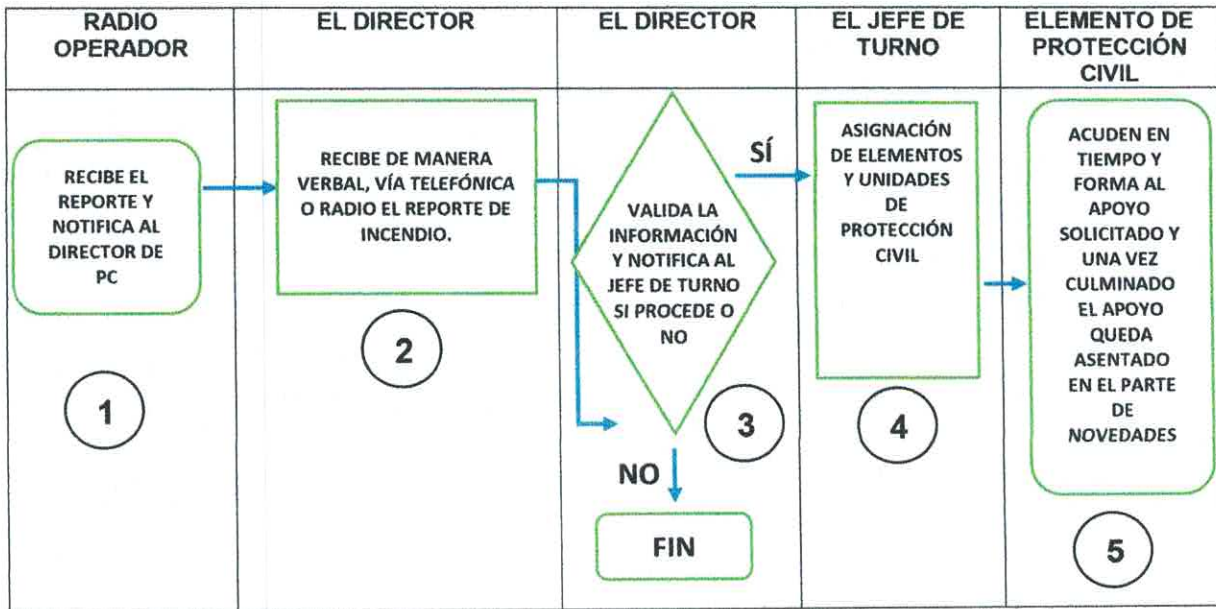 RADIO
OPERADOR
EL DIRECTOR
EL DIRECTOR
EL JEFE DE
TURNO
ELEMENTO DE
PROTECCIÓN
CIVIL
RECIBE EL
REPORTE Y
NOTIFICA AL
DIRECTOR DE
PC
1
RECIBE DE MANERA
VERBAL, VÍA TELEFÓNICA
O RADIO EL REPORTE DE
INCENDIO.
2
VALIDA LA
INFORMACIÓN
Y NOTIFICA AL
JEFE DE TURNO
SI PROCEDE O
NO
3
SÍ
NO
FIN
ASIGNACIÓN
DE ELEMENTOS
Y UNIDADES
DE
PROTECCIÓN
CIVIL
4
ACUDEN EN
TIEMPO Y
FORMA AL
APOYO
SOLICITADO Y
UNA VEZ
CULMINADO
EL APOYO
QUEDA
ASENTADO
EN EL PARTE
DE
NOVEDADES
5